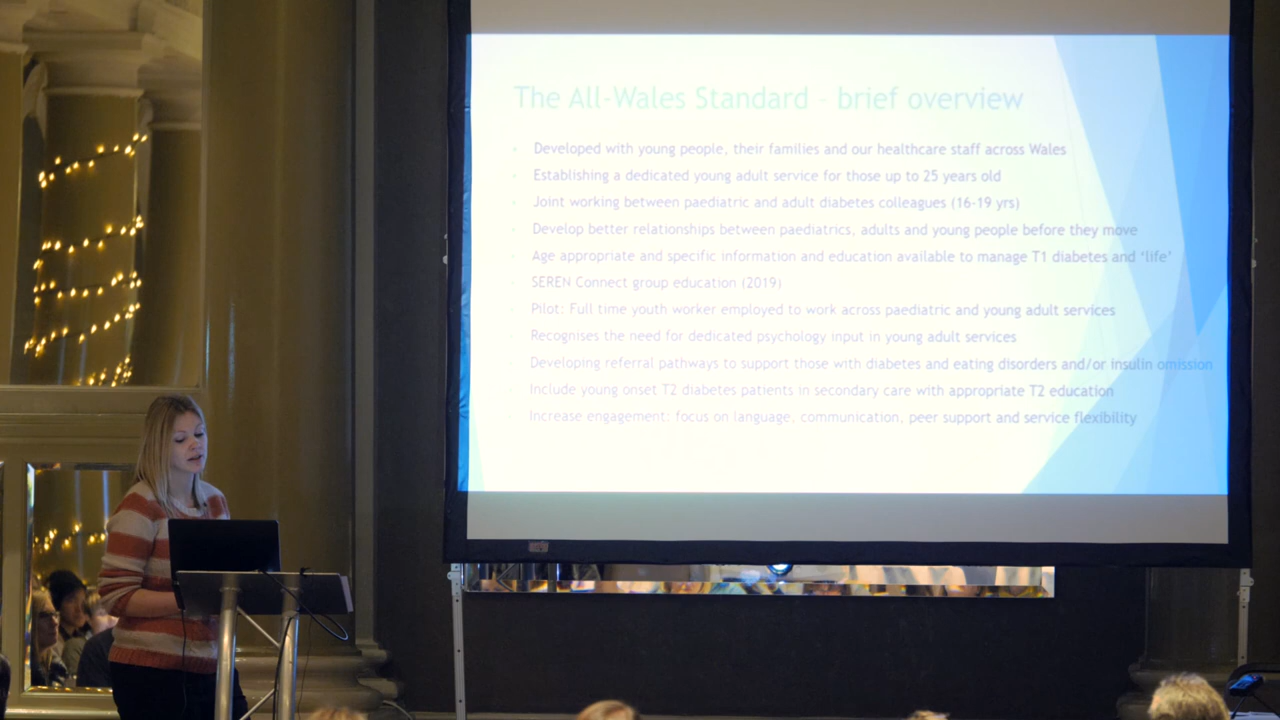 The All-Wales Standard - brief overview
Developed with young people, their families and our healthcare staff across Wales
Establishing a dedicated young adult service for those up to 25 years old
Joint working between paediatric and adult diabetes colleagues (16-19 yrs)
Develop better relationships between paediatrics, adults and young people before they move
Age appropriate and specific information and education available to manage T1 diabetes and ‘life’
SEREN Connect group education (2019)
Pilot: Full time youth worker employed to work across paediatric and young adult services
Recognises the need for dedicated psychology input in young adult services
Developing referral pathways to support those with diabetes and eating disorders and/or insulin omission
Include young onset T2 diabetes patients in secondary care with appropriate T2 education
Increase engagement: focus on language, communication, peer support and service flexibility